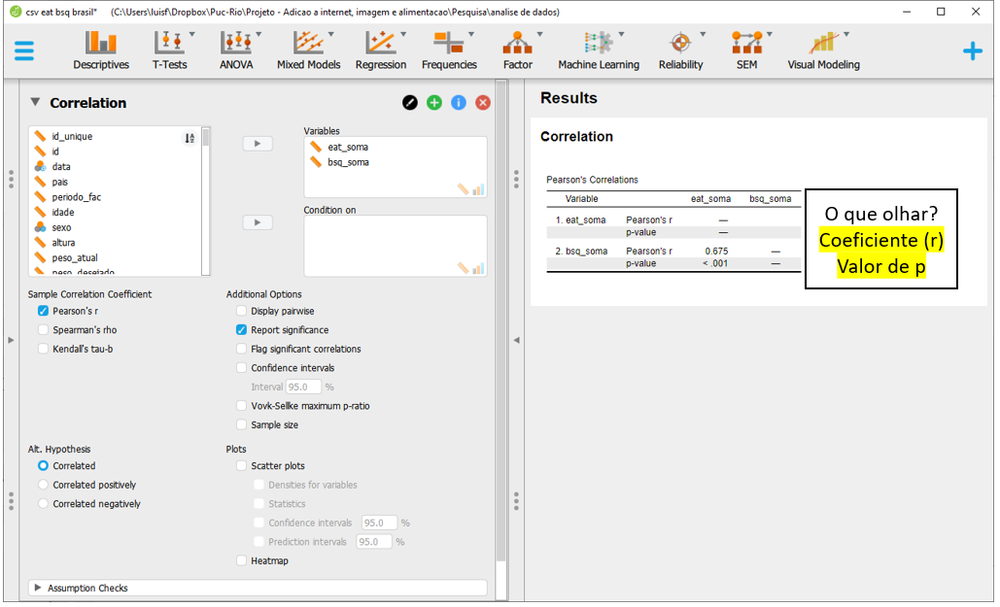 csv eat bsq brasil* (C:\Users\luisf\Dropbox\Puc-Rio\Projeto - Adicao a internet, imagem e alimentacao\Pesquisa\analise de dados)
Descriptives
T-Tests
ANOVA
Mixed Models
Regression
Frequencies
Factor
Machine Learning
Reliability
SEM
Visual Modeling
Correlation
id_unique
id
data
pais
periodo_fac
idade
sexo
altura
peso_atual
peso_desejado
Variables
eat_soma
bsq_soma
Condition on
Sample Correlation Coefficient
Pearson's r
Spearman's rho
Kendall's tau-b
Additional Options
Display pairwise
Report significance
Flag significant correlations
Confidence intervals
Interval 95.0 %
Vovk-Sellke maximum p-ratio
Sample size
Alt. Hypothesis
Correlated
Correlated positively
Correlated negatively
Plots
Scatter plots
Densities for variables
Statistics
Confidence intervals 95.0 %
Prediction intervals 95.0 %
Heatmap
Assumption Checks
Results
Correlation
Pearson's Correlations
Variable eat_soma bsq_soma
1. eat_soma Pearson's r —
p-value —
2. bsq_soma Pearson's r 0.675 —
p-value < .001 —
O que olhar?
Coeficiente (r)
Valor de p